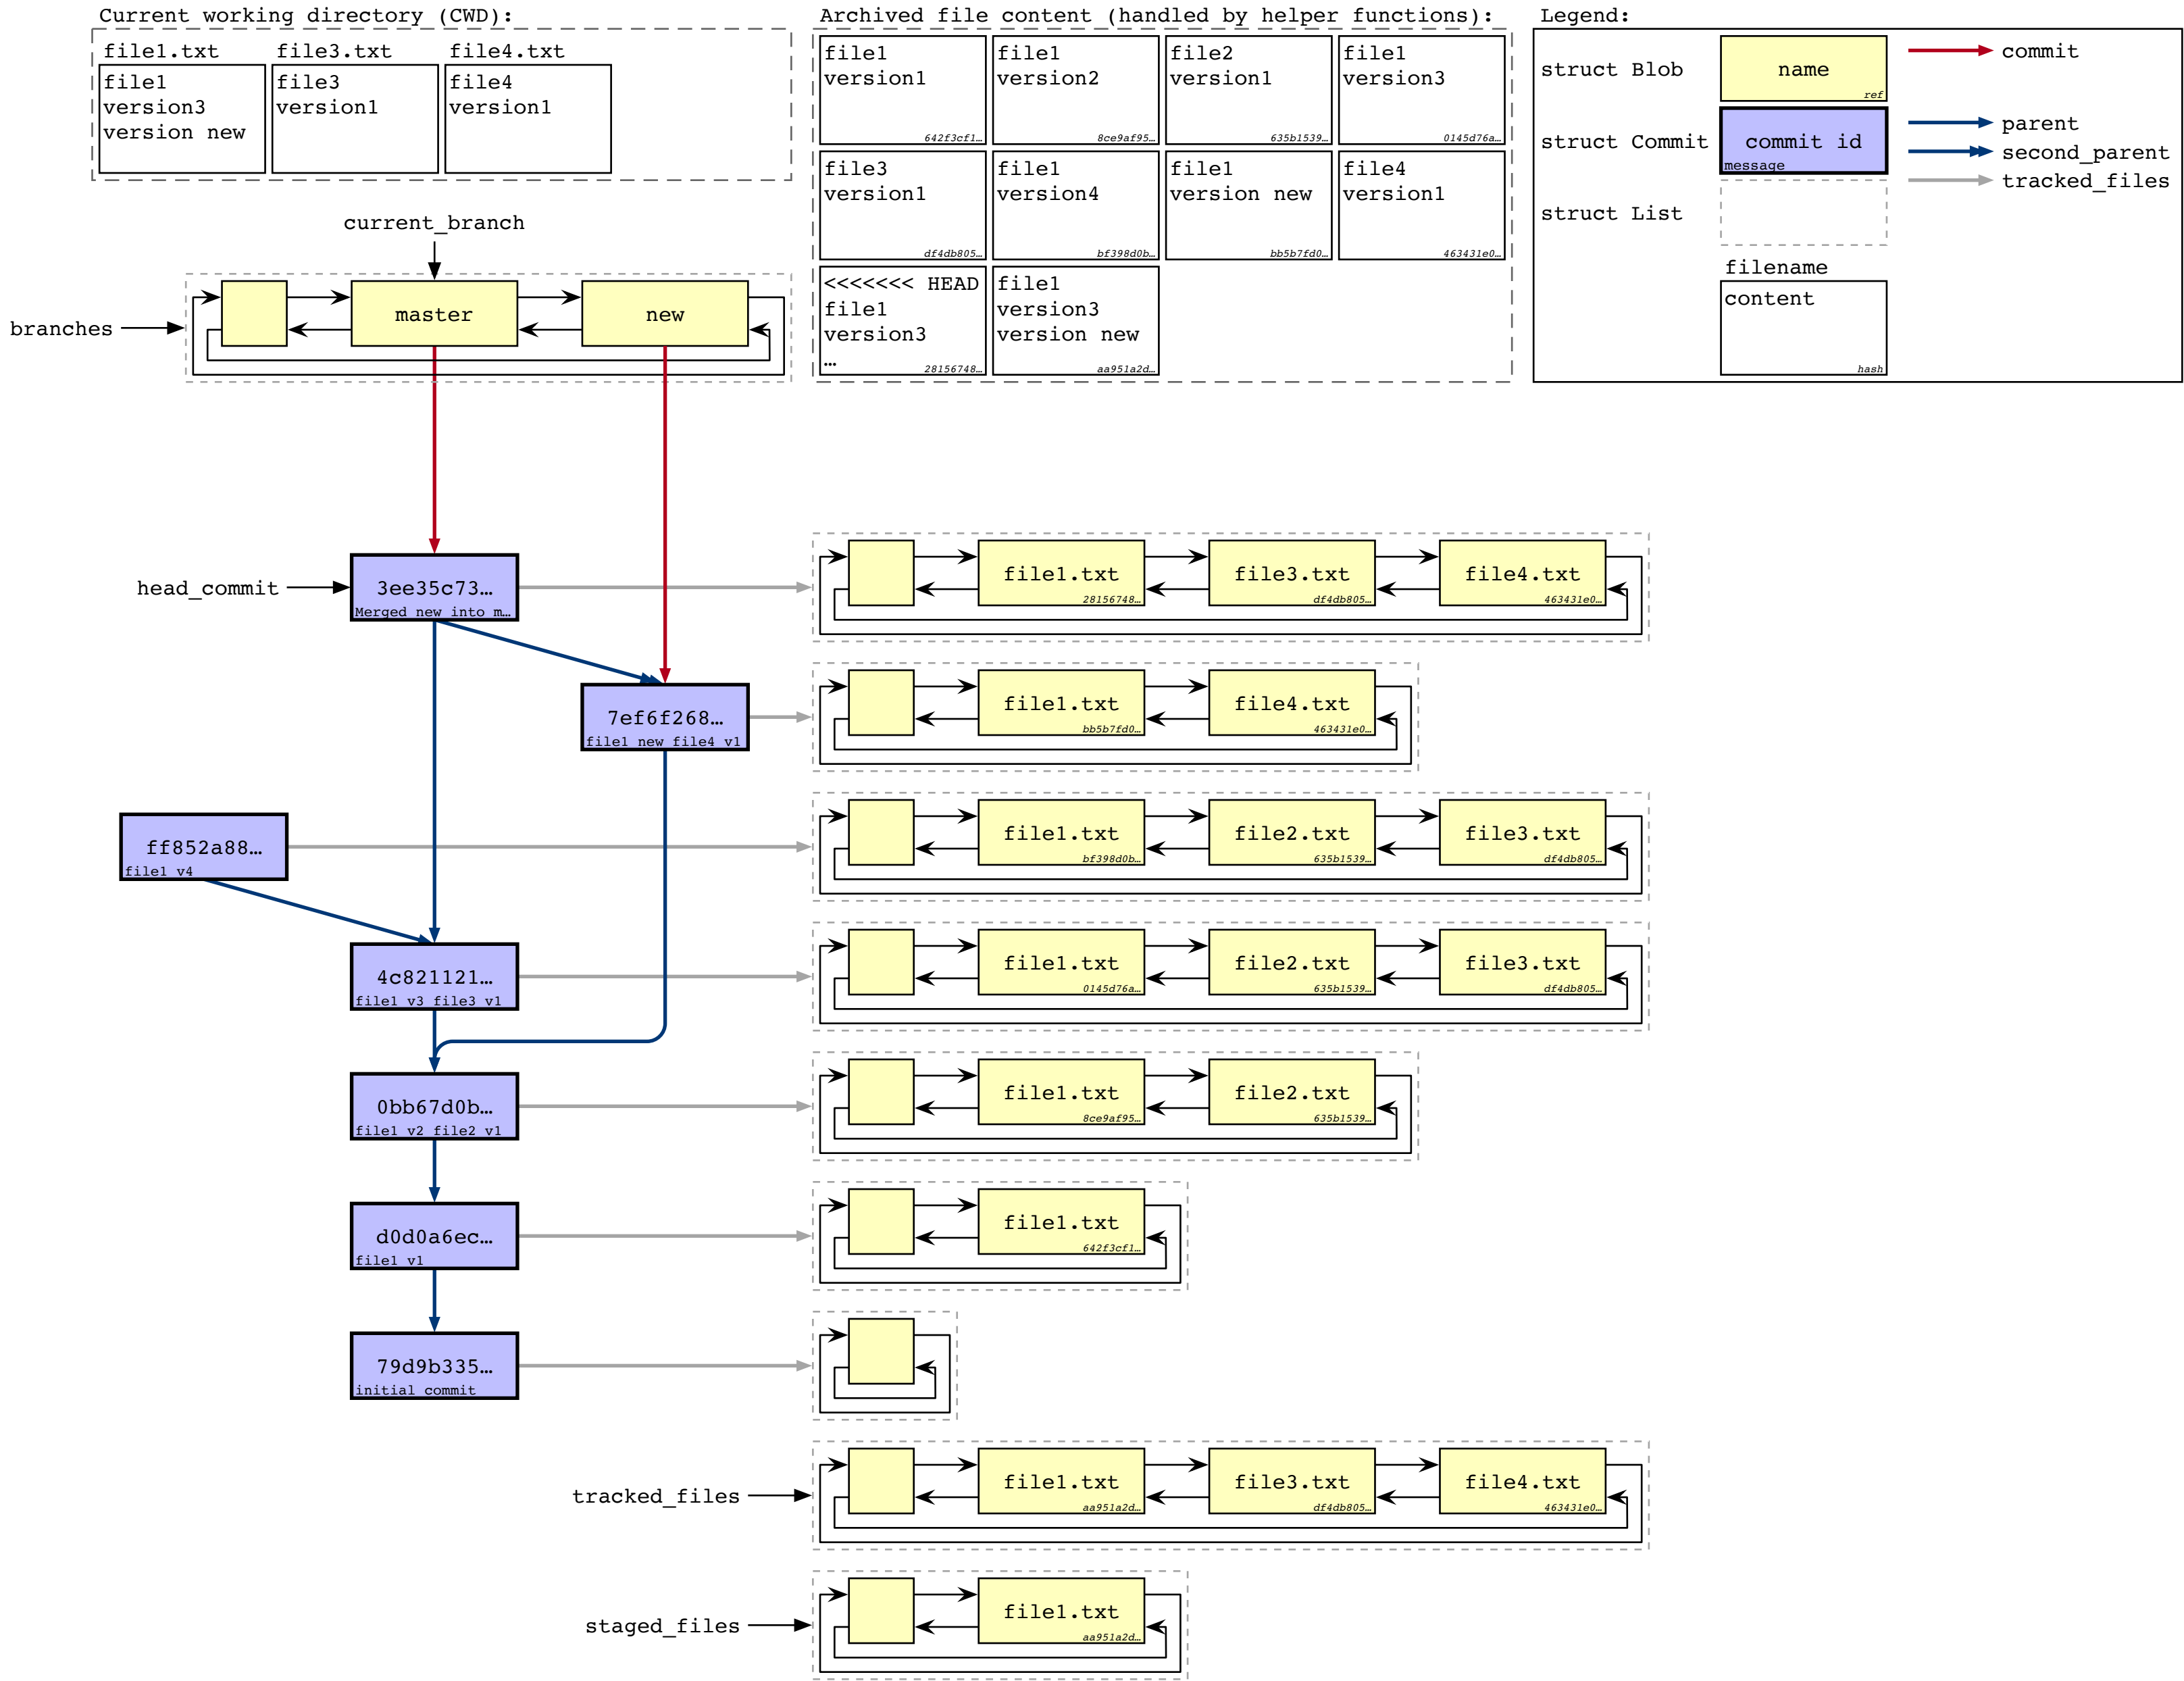 Current working directory (CWD):
file1.txt file3.txt file4.txt
file1
version3
version new
file3
version1
file4
version1
Archived file content (handled by helper functions):
file1
version1
642f3cf1…
file1
version2
8ce9af95…
file2
version1
635b1539…
file1
version3
0145d76a…
file3
version1
df4db805…
file1
version4
bf398d0b…
file1
version new
bb5b7fd0…
file4
version1
463431e0…
<<<<<<< HEAD
file1
version3
…
28156748…
file1
version3
version new
aa951a2d…
Legend:
struct Blob
name
ref
struct Commit
commit id
message
struct List
filename
content
hash
commit
parent
second_parent
tracked_files
current_branch
branches
master
new
head_commit
3ee35c73…
Merged new into m…
file1.txt
28156748…
file3.txt
df4db805…
file4.txt
463431e0…
7ef6f268…
file1 new file4 v1
file1.txt
bb5b7fd0…
file4.txt
463431e0…
ff852a88…
file1 v4
file1.txt
bf398d0b…
file2.txt
635b1539…
file3.txt
df4db805…
4c821121…
file1 v3 file3 v1
file1.txt
0145d76a…
file2.txt
635b1539…
file3.txt
df4db805…
0bb67d0b…
file1 v2 file2 v1
file1.txt
8ce9af95…
file2.txt
635b1539…
d0d0a6ec…
file1 v1
file1.txt
642f3cf1…
79d9b335…
initial commit
tracked_files
file1.txt
aa951a2d…
file3.txt
df4db805…
file4.txt
463431e0…
staged_files
file1.txt
aa951a2d…